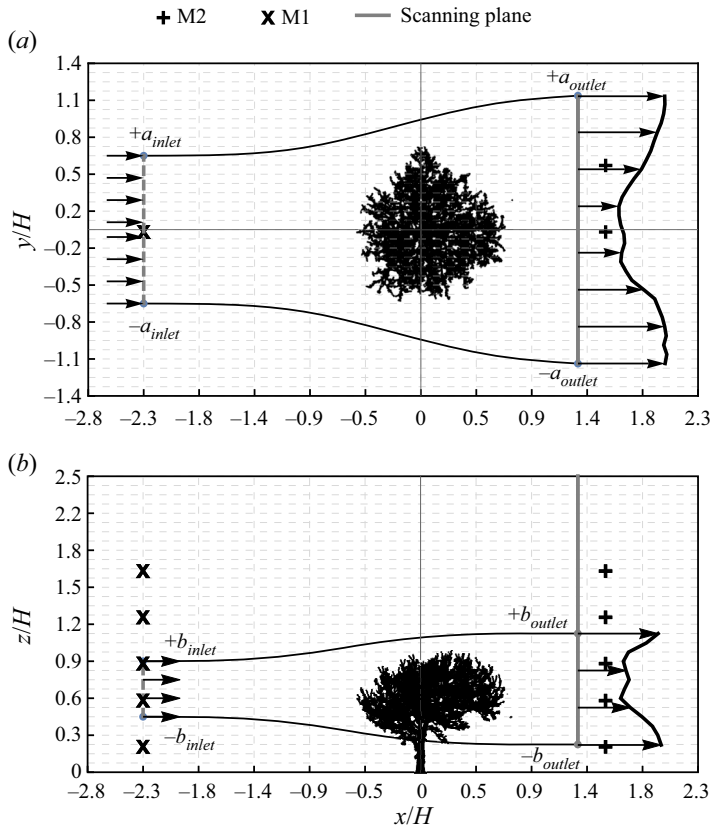 M2 M1 Scanning plane
(a)
1.4
1.1
0.8
0.5
0.2
–0.2
–0.5
–0.8
–1.1
–1.4
y/H
+a_inlet
–a_inlet
+a_outlet
–a_outlet
–2.8 –2.3 –1.8 –1.4 –0.9 –0.5 0 0.5 0.9 1.4 1.8 2.3
(b)
2.5
2.2
1.8
1.5
1.2
0.9
0.6
0.3
0
z/H
+b_inlet
–b_inlet
+b_outlet
–b_outlet
–2.8 –2.3 –1.8 –1.4 –0.9 –0.5 0 0.5 0.9 1.4 1.8 2.3
x/H